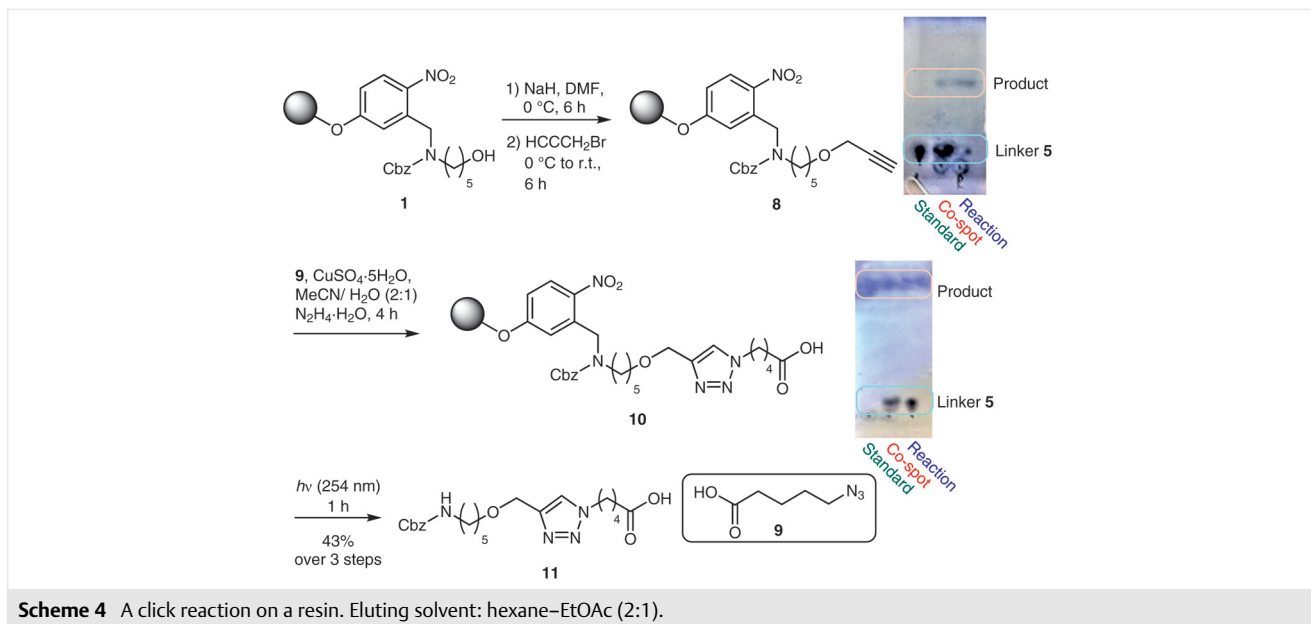 NO₂
O
N
Cbz
OH
5
1
1) NaH, DMF,
0 °C, 6 h
2) HCCCH₂Br
0 °C to r.t.,
6 h
NO₂
O
N
Cbz
O
5
8
Product
Linker 5
Standard
Co-spot
Reaction
9, CuSO₄·5H₂O,
MeCN/ H₂O (2:1)
N₂H₄·H₂O, 4 h
NO₂
O
N
Cbz
O
5
N
N N
4
OH
O
10
Product
Linker 5
Standard
Co-spot
Reaction
hν (254 nm)
1 h
43%
over 3 steps
H
N
Cbz
O
5
N
N N
4
OH
O
11
HO
O
N₃
9
Scheme 4 A click reaction on a resin. Eluting solvent: hexane–EtOAc (2:1).